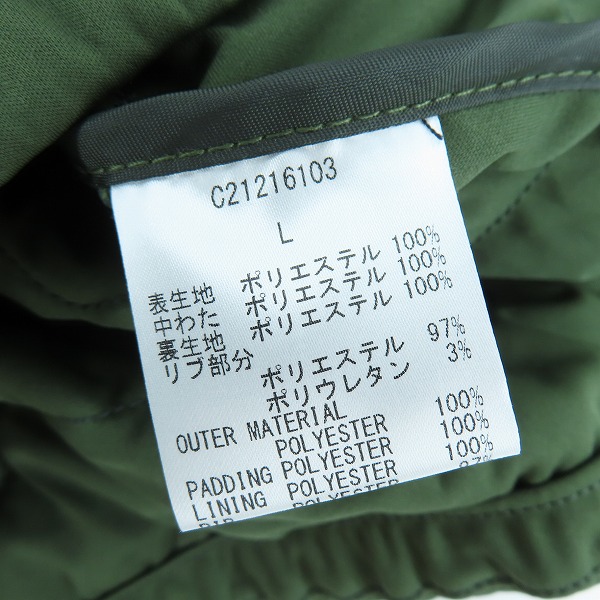 C21216103
L
表生地 ポリエステル 100%
中わた ポリエステル 100%
裏生地 ポリエステル 100%
リブ部分
ポリエステル 97%
ポリウレタン 3%
OUTER MATERIAL
POLYESTER 100%
PADDING POLYESTER 100%
LINING POLYESTER 100%